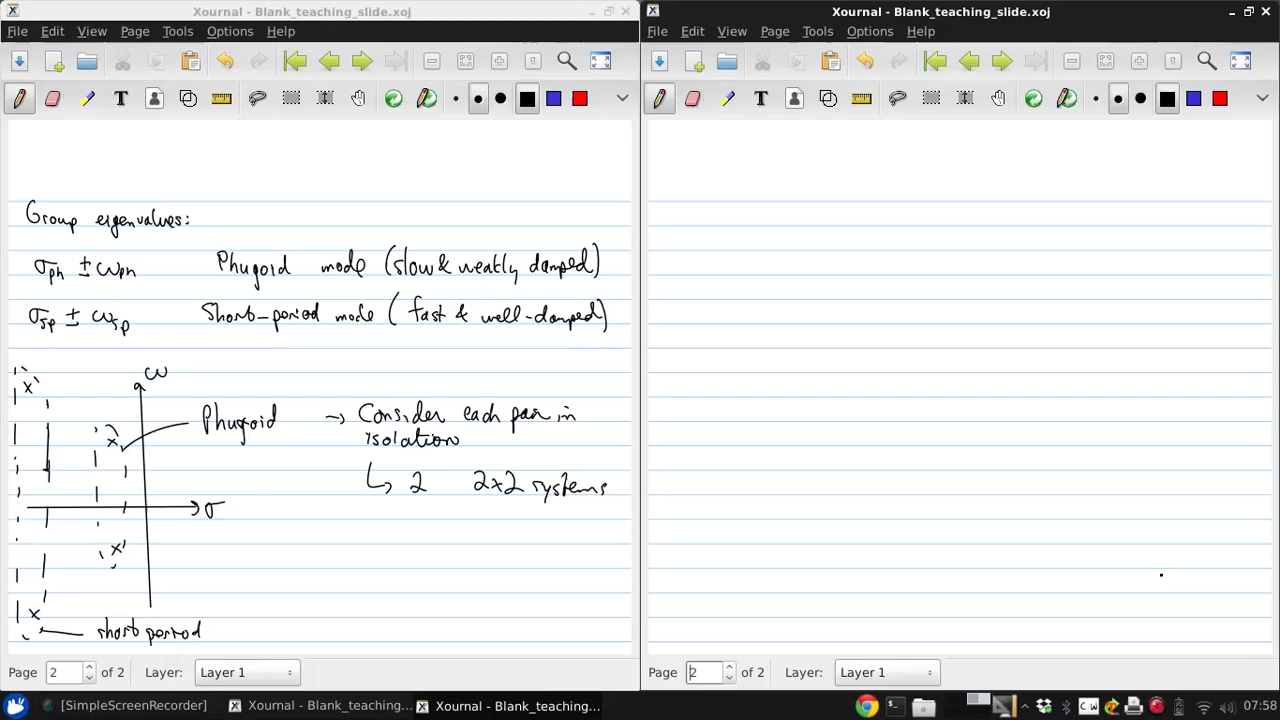 Xournal - Blank_teaching_slide.xoj
File Edit View Page Tools Options Help
Group eigenvalues:
σph ± ωph Phugoid mode (slow & weakly damped)
σsp ± ωsp Short-period mode (fast & well-damped)
ω
x
x
Phugoid
→ Consider each pair in
isolation
↳ 2 2x2 systems
σ
x
x
short period
Page 2 of 2 Layer: Layer 1
Xournal - Blank_teaching_slide.xoj
File Edit View Page Tools Options Help
Page 2 of 2 Layer: Layer 1
[SimpleScreenRecorder] Xournal - Blank_teaching... Xournal - Blank_teaching... CW 07:58